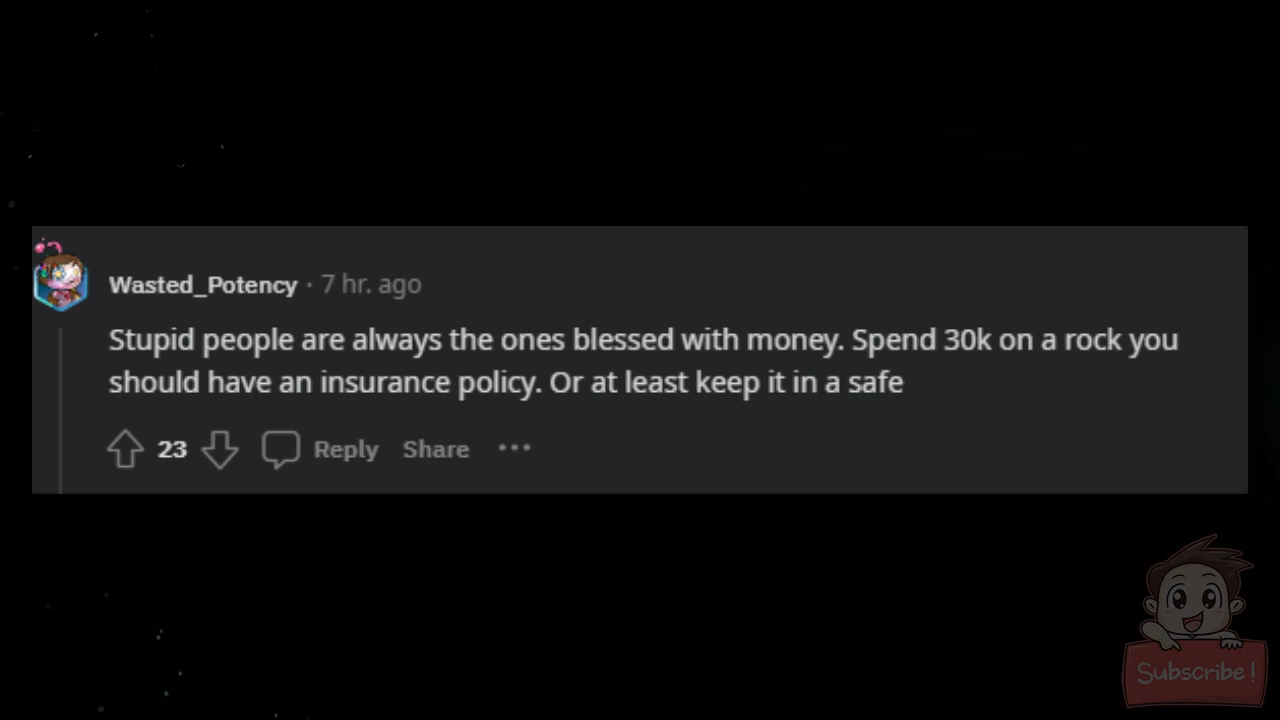 Wasted_Potency · 7 hr. ago
Stupid people are always the ones blessed with money. Spend 30k on a rock you
should have an insurance policy. Or at least keep it in a safe
23 Reply Share ···
Subscribe!